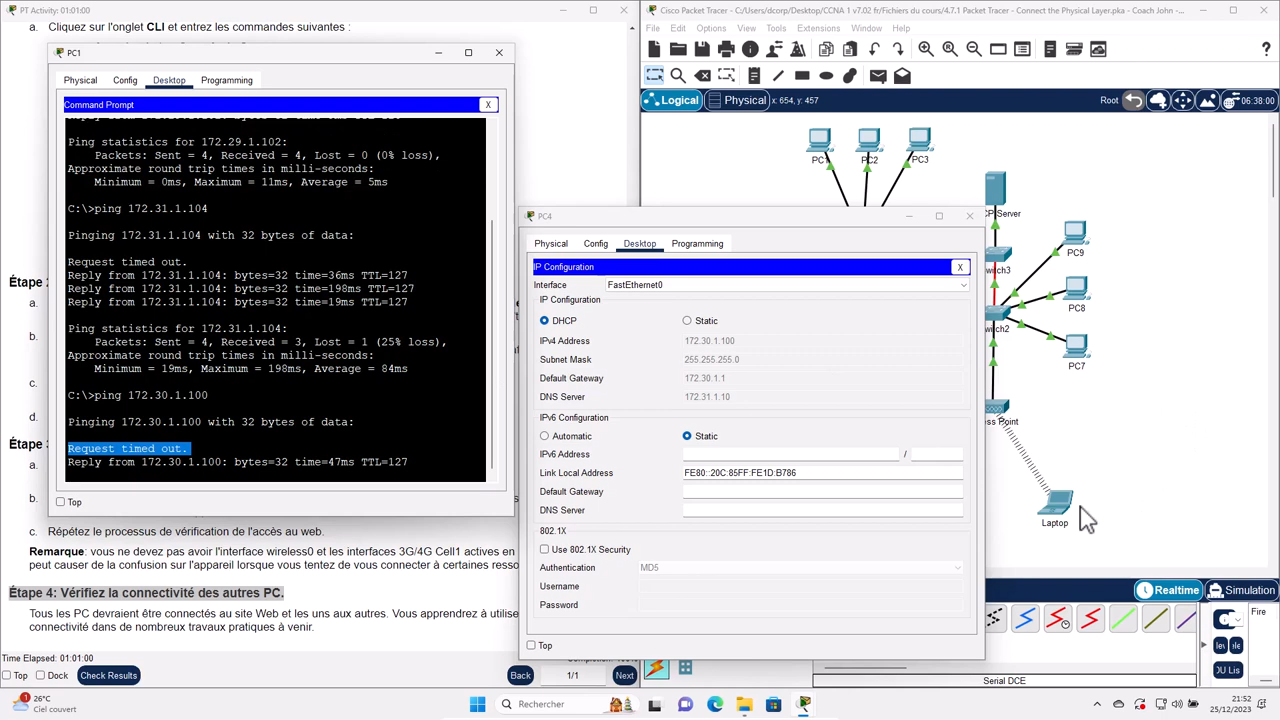 PT Activity: 01:01:00
a. Cliquez sur l'onglet CLI et entrez les commandes suivantes :
PC1
Physical Config Desktop Programming
Command Prompt
X
Ping statistics for 172.29.1.102:
Packets: Sent = 4, Received = 4, Lost = 0 (0% loss),
Approximate round trip times in milli-seconds:
Minimum = 0ms, Maximum = 11ms, Average = 5ms
C:\>ping 172.31.1.104
Pinging 172.31.1.104 with 32 bytes of data:
Request timed out.
Reply from 172.31.1.104: bytes=32 time=36ms TTL=127
Reply from 172.31.1.104: bytes=32 time=198ms TTL=127
Reply from 172.31.1.104: bytes=32 time=19ms TTL=127
Ping statistics for 172.31.1.104:
Packets: Sent = 4, Received = 3, Lost = 1 (25% loss),
Approximate round trip times in milli-seconds:
Minimum = 19ms, Maximum = 198ms, Average = 84ms
C:\>ping 172.30.1.100
Pinging 172.30.1.100 with 32 bytes of data:
Request timed out.
Reply from 172.30.1.100: bytes=32 time=47ms TTL=127
Top
Étape 2
a.
b.
c.
d.
Étape 3
a.
b.
c. Répétez le processus de vérification de l'accès au web.
Remarque : vous ne devez pas avoir l'interface wireless0 et les interfaces 3G/4G Cell1 actives en
peut causer de la confusion sur l'appareil lorsque vous tentez de vous connecter à certaines resso
Étape 4: Vérifiez la connectivité des autres PC.
Tous les PC devraient être connectés au site Web et les uns aux autres. Vous apprendrez à utilise
connectivité dans de nombreux travaux pratiques à venir.
Time Elapsed: 01:01:00
Top Dock Check Results
Back 1/1 Next
PC4
Physical Config Desktop Programming
IP Configuration
X
Interface FastEthernet0
IP Configuration
DHCP Static
IPv4 Address 172.30.1.100
Subnet Mask 255.255.255.0
Default Gateway 172.30.1.1
DNS Server 172.31.1.10
IPv6 Configuration
Automatic Static
IPv6 Address /
Link Local Address FE80::20C:85FF:FE1D:B786
Default Gateway
DNS Server
802.1X
Use 802.1X Security
Authentication MD5
Username
Password
Top
Cisco Packet Tracer - C:/Users/dcorp/Desktop/CCNA 1 v7.02 fr/Fichiers du cours/4.7.1 Packet Tracer - Connect the Physical Layer.pka - Coach John -
File Edit Options View Tools Extensions Window Help
Logical Physical x: 654, y: 457
Root 06:38:00
PC1
PC2
PC3
CP Server
PC9
witch3
PC8
witch2
PC7
ess Point
Laptop
Realtime Simulation
Fire
Serial DCE
26°C
Ciel couvert
Rechercher
21:52
25/12/2023